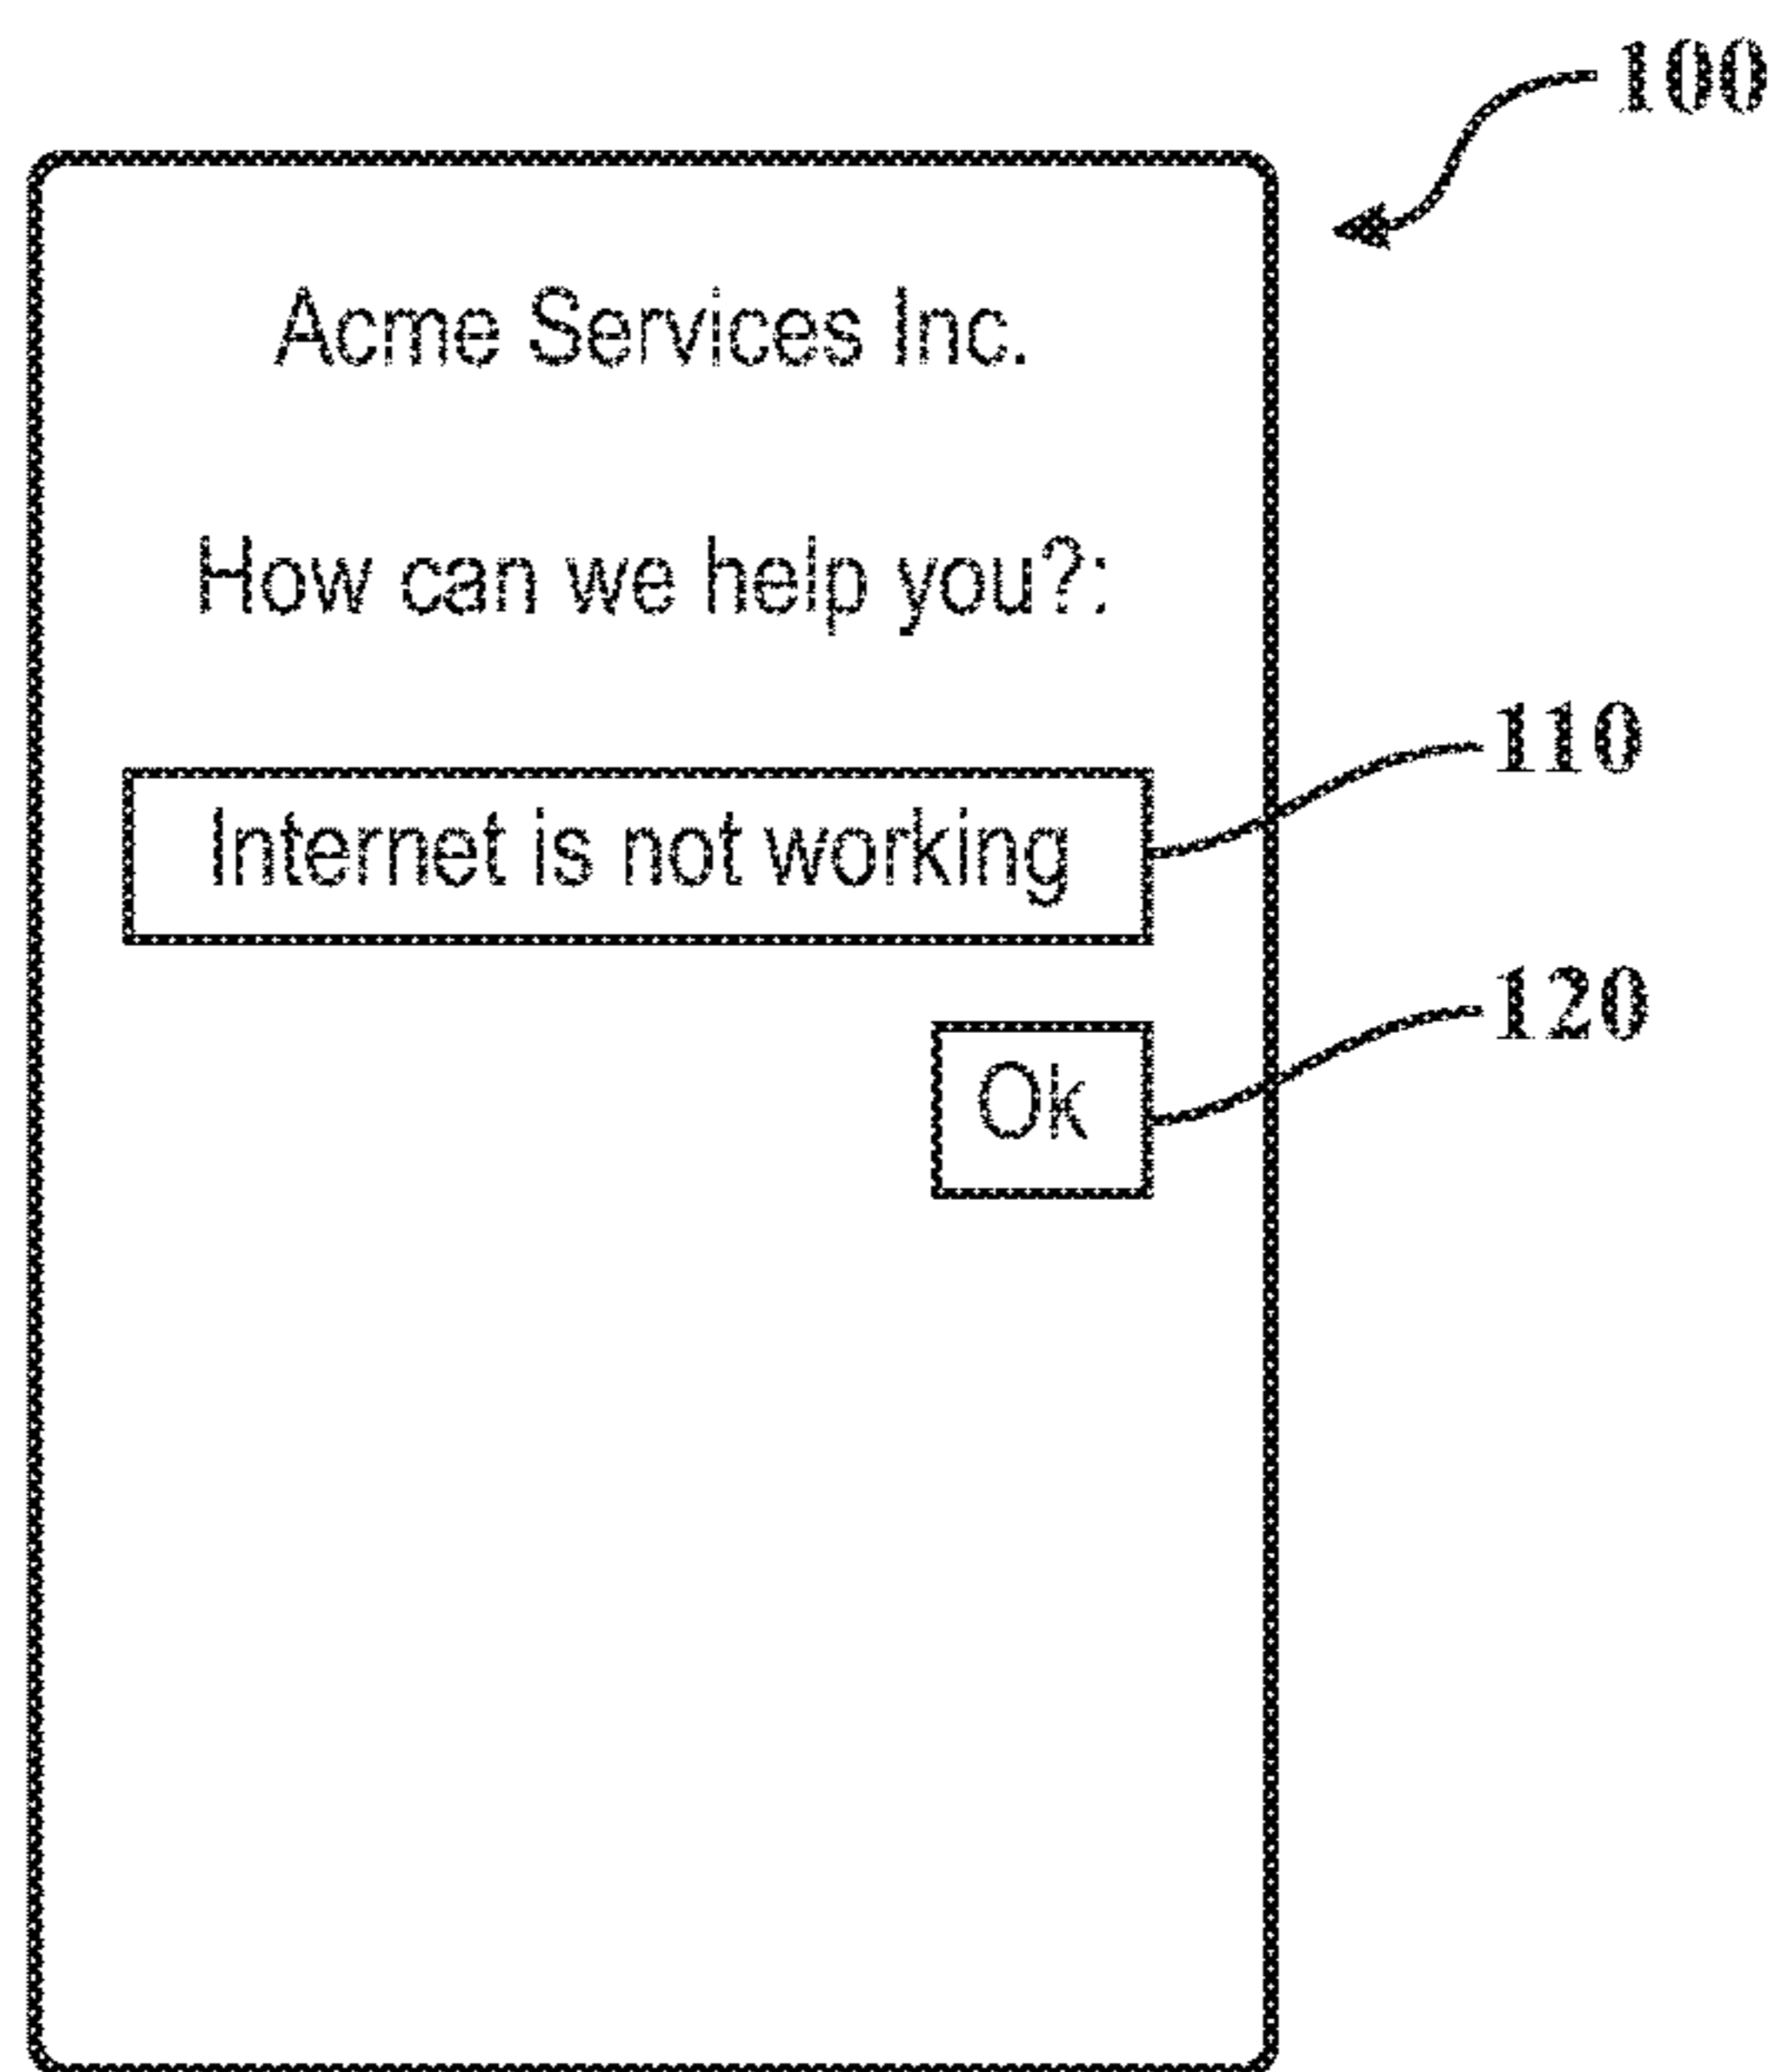 100
Acme Services Inc.
How can we help you?:
110
Internet is not working
120
Ok